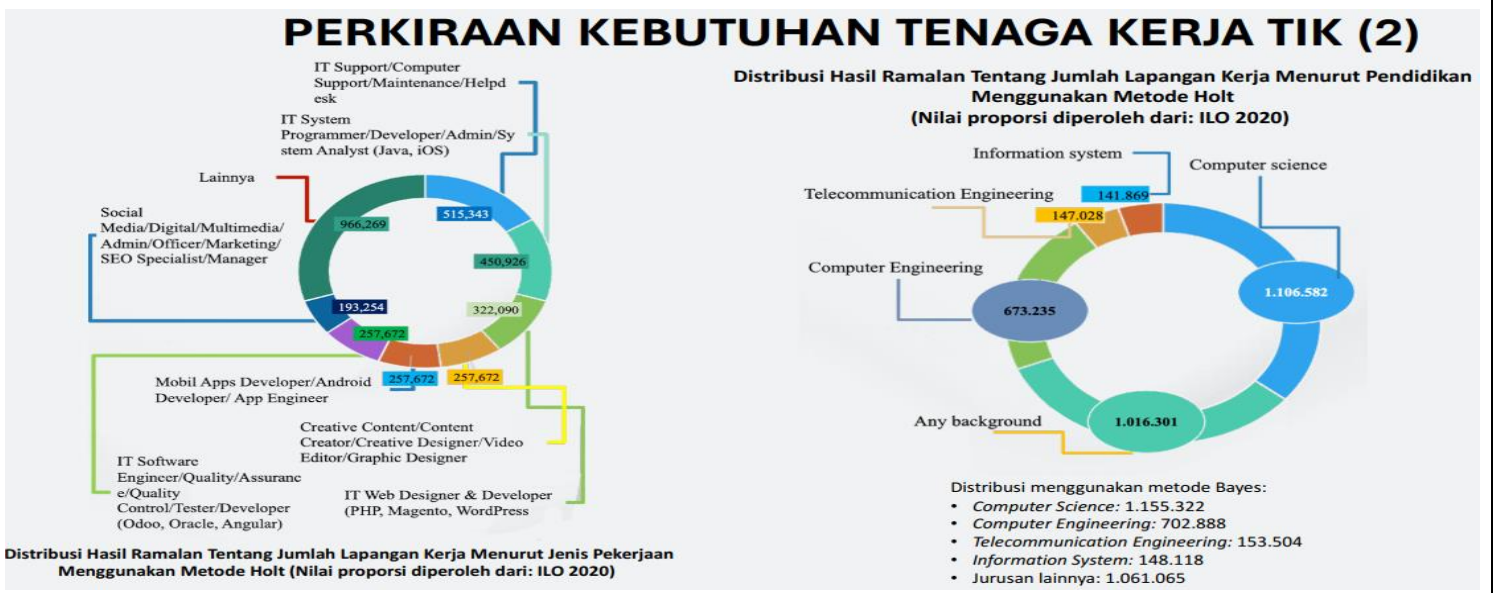 PERKIRAAN KEBUTUHAN TENAGA KERJA TIK (2)
IT Support/Computer
Support/Maintenance/Helpd
esk
IT System
Programmer/Developer/Admin/Sy
stem Analyst (Java, iOS)
Lainnya
Social
Media/Digital/Multimedia/
Admin/Officer/Marketing/
SEO Specialist/Manager
966,269
515,343
450,926
193,254
322,090
257,672
257,672
257,672
Mobil Apps Developer/Android
Developer/ App Engineer
Creative Content/Content
Creator/Creative Designer/Video
Editor/Graphic Designer
IT Software
Engineer/Quality/Assuranc
e/Quality
Control/Tester/Developer
(Odoo, Oracle, Angular)
IT Web Designer & Developer
(PHP, Magento, WordPress
Distribusi Hasil Ramalan Tentang Jumlah Lapangan Kerja Menurut Jenis Pekerjaan
Menggunakan Metode Holt (Nilai proporsi diperoleh dari: ILO 2020)
Distribusi Hasil Ramalan Tentang Jumlah Lapangan Kerja Menurut Pendidikan
Menggunakan Metode Holt
(Nilai proporsi diperoleh dari: ILO 2020)
Information system
Computer science
Telecommunication Engineering
141.869
147.028
Computer Engineering
1.106.582
673.235
Any background
1.016.301
Distribusi menggunakan metode Bayes:
• Computer Science: 1.155.322
• Computer Engineering: 702.888
• Telecommunication Engineering: 153.504
• Information System: 148.118
• Jurusan lainnya: 1.061.065